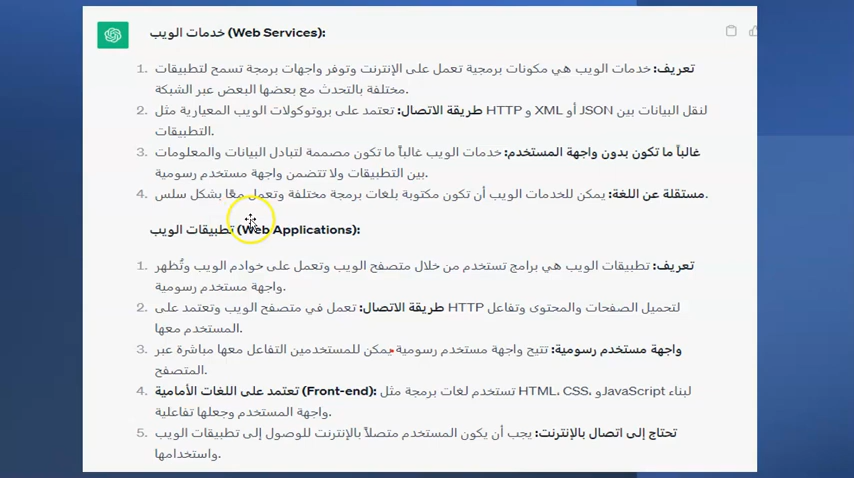 خدمات الويب (Web Services):
1. تعريف: خدمات الويب هي مكونات برمجية تعمل على الإنترنت وتوفر واجهات برمجة تسمح لتطبيقات
مختلفة بالتحدث مع بعضها البعض عبر الشبكة.
2. طريقة الاتصال: تعتمد على بروتوكولات الويب المعيارية مثل HTTP و XML أو JSON لنقل البيانات بين
التطبيقات.
3. غالباً ما تكون بدون واجهة المستخدم: خدمات الويب غالباً ما تكون مصممة لتبادل البيانات والمعلومات
بين التطبيقات ولا تتضمن واجهة مستخدم رسومية.
4. مستقلة عن اللغة: يمكن للخدمات الويب أن تكون مكتوبة بلغات برمجة مختلفة وتعمل معًا بشكل سلس.
تطبيقات الويب (Web Applications):
1. تعريف: تطبيقات الويب هي برامج تستخدم من خلال متصفح الويب وتعمل على خوادم الويب وتُظهر
واجهة مستخدم رسومية.
2. طريقة الاتصال: تعمل في متصفح الويب وتعتمد على HTTP لتحميل الصفحات والمحتوى وتفاعل
المستخدم معها.
3. واجهة مستخدم رسومية: تتيح واجهة مستخدم رسومية يمكن للمستخدمين التفاعل معها مباشرة عبر
المتصفح.
4. تعتمد على اللغات الأمامية (Front-end): تستخدم لغات برمجة مثل HTML، CSS، وJavaScript لبناء
واجهة المستخدم وجعلها تفاعلية.
5. تحتاج إلى اتصال بالإنترنت: يجب أن يكون المستخدم متصلاً بالإنترنت للوصول إلى تطبيقات الويب
واستخدامها.